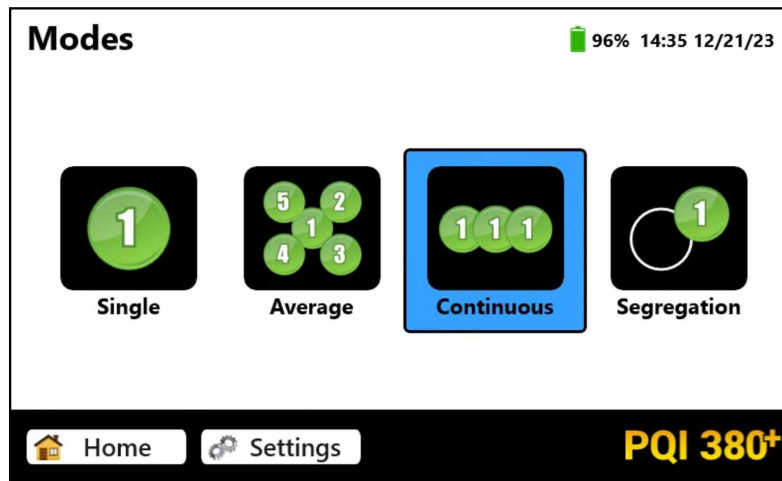 Modes
96% 14:35 12/21/23
1
5 2
1
4 3
1 1 1
1
Single Average Continuous Segregation
Home Settings PQI 380+